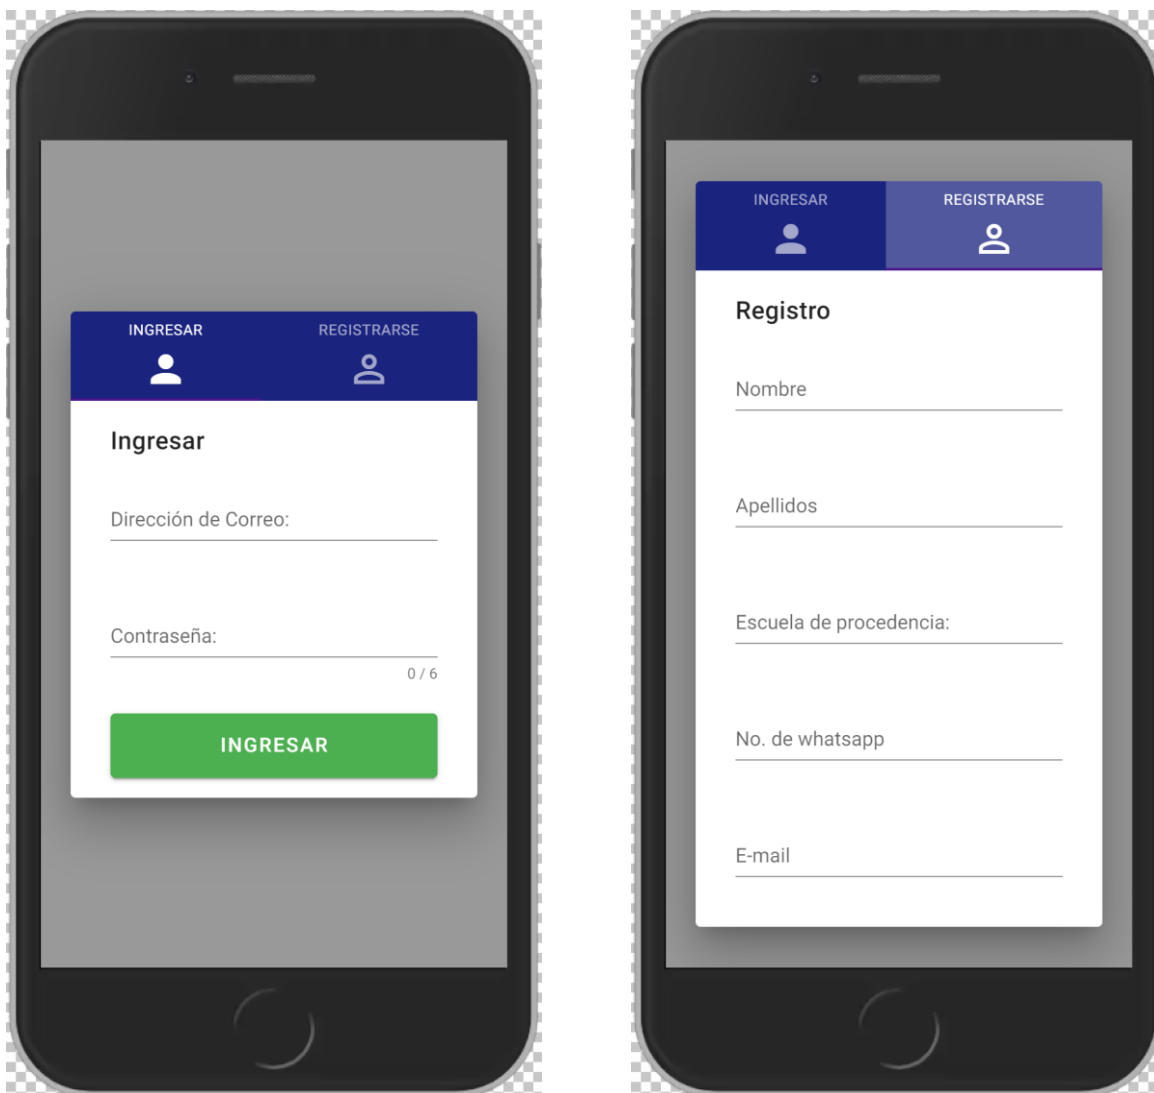 INGRESAR REGISTRARSE
Ingresar
Dirección de Correo:
Contraseña:
0 / 6
INGRESAR
INGRESAR REGISTRARSE
Registro
Nombre
Apellidos
Escuela de procedencia:
No. de whatsapp
E-mail